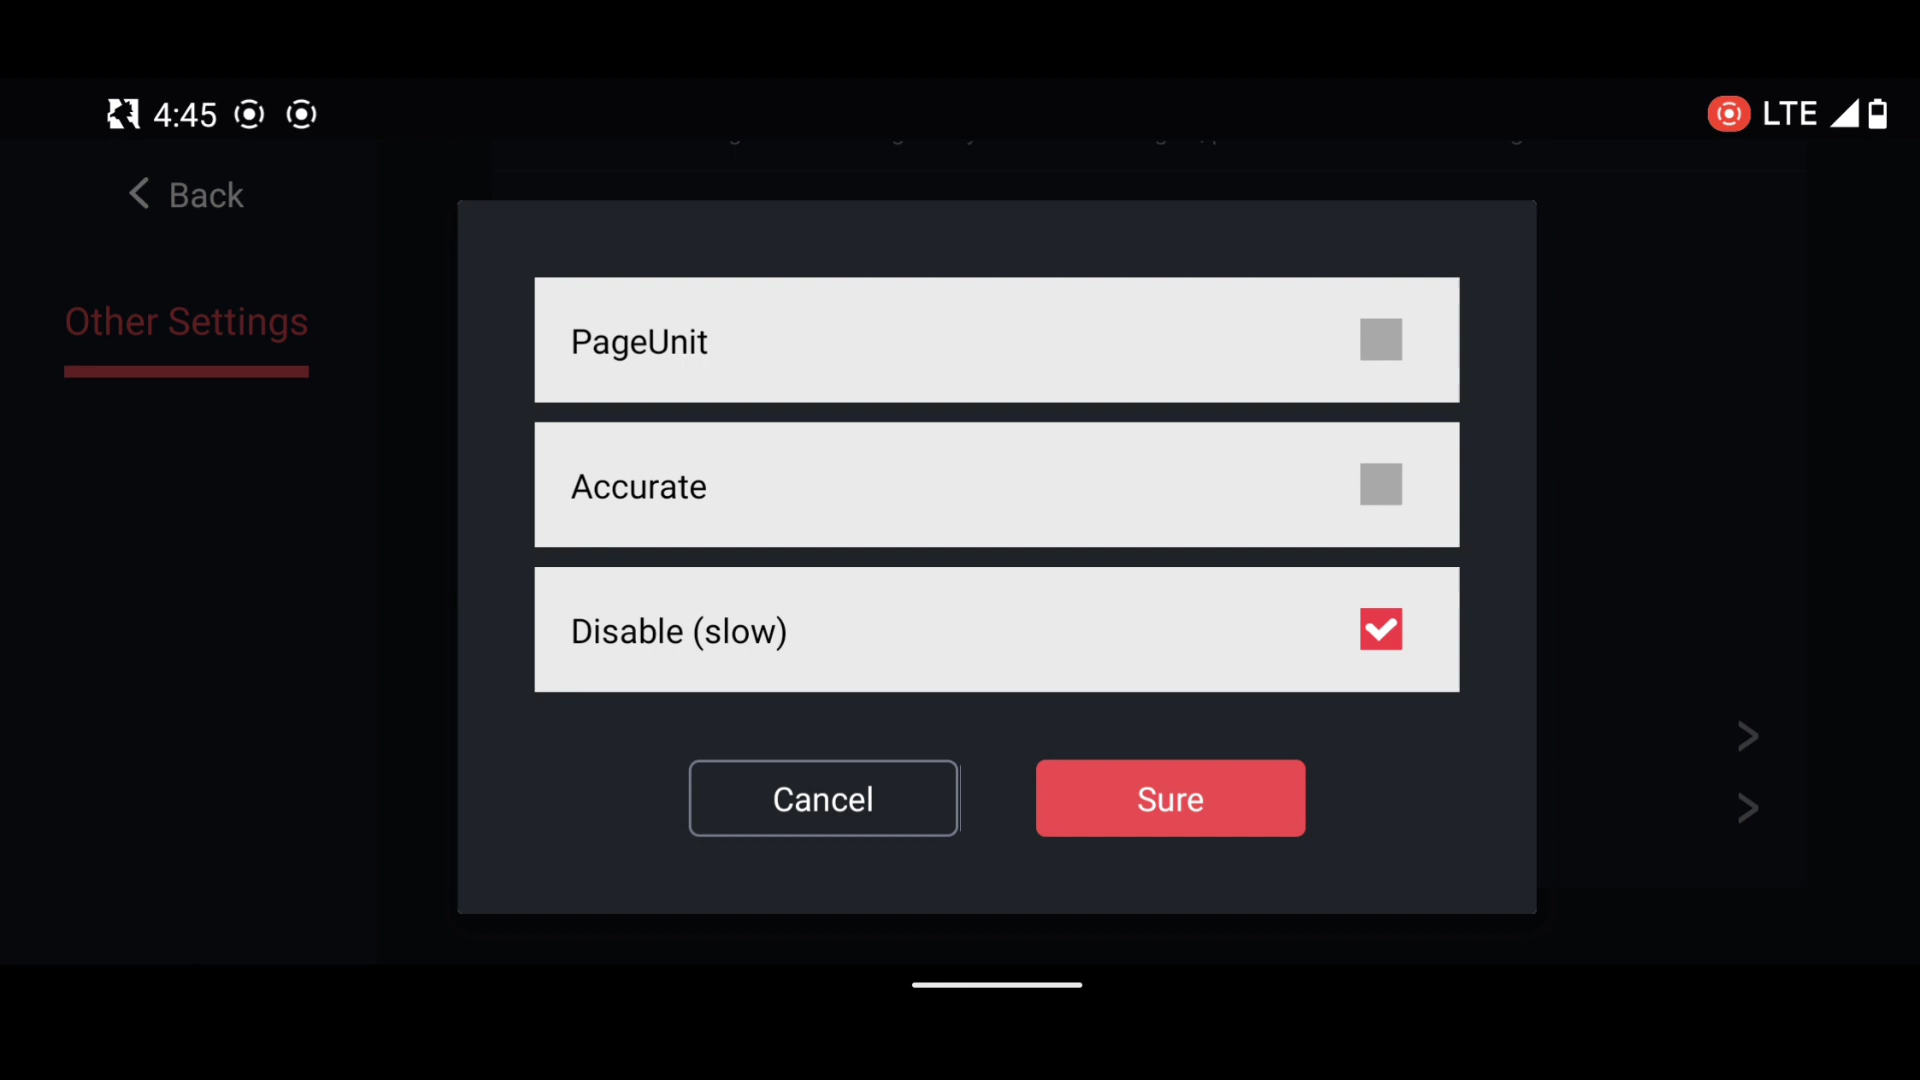 4:45
LTE
Back
Other Settings
PageUnit
Accurate
Disable (slow)
Cancel
Sure